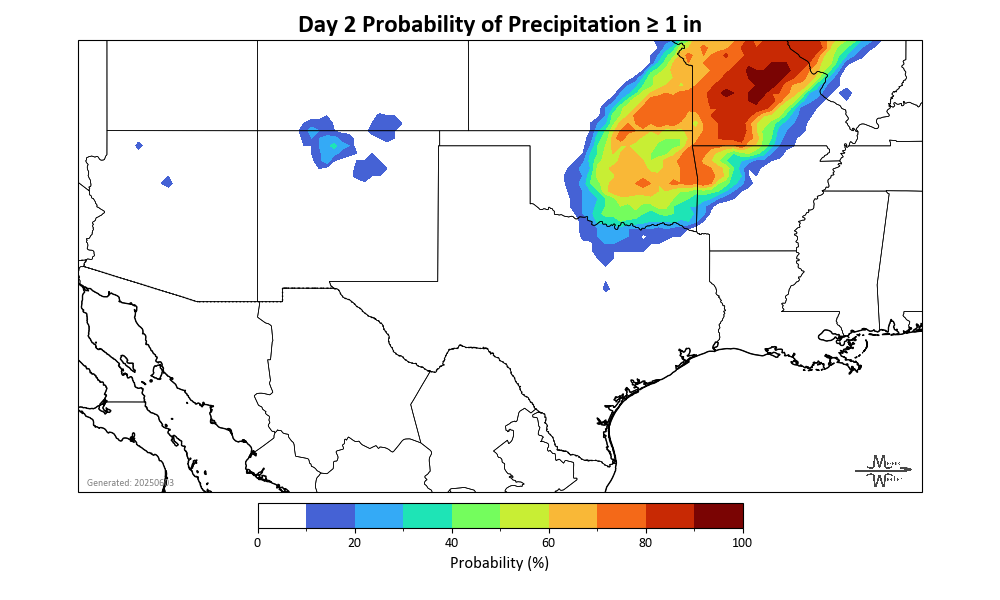 Day 2 Probability of Precipitation ≥ 1 in
Generated: 20250603
0 20 40 60 80 100
Probability (%)